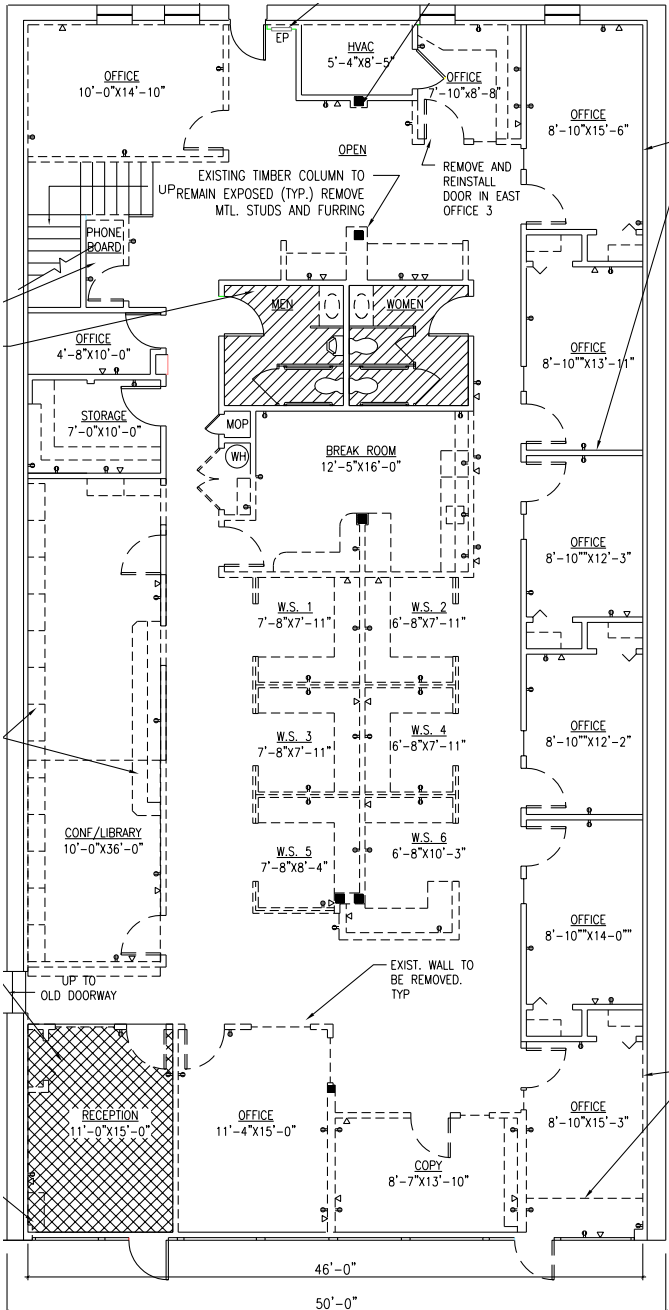 EP
HVAC
5'-4"X8'-5"
OFFICE
10'-0"X14'-10"
OFFICE
7'-10"x8'-8"
OFFICE
8'-10"X15'-6"
OPEN
EXISTING TIMBER COLUMN TO
REMAIN EXPOSED (TYP.) REMOVE
MTL. STUDS AND FURRING
REMOVE AND
REINSTALL
DOOR IN EAST
OFFICE 3
UP
PHONE
BOARD
MEN
WOMEN
OFFICE
4'-8"X10'-0"
OFFICE
8'-10""X13'-11"
STORAGE
7'-0"X10'-0"
MOP
WH
BREAK ROOM
12'-5"X16'-0"
OFFICE
8'-10""X12'-3"
W.S. 1
7'-8"X7'-11"
W.S. 2
6'-8"X7'-11"
W.S. 3
7'-8"X7'-11"
W.S. 4
6'-8"X7'-11"
OFFICE
8'-10""X12'-2"
CONF/LIBRARY
10'-0"X36'-0"
W.S. 5
7'-8"X8'-4"
W.S. 6
6'-8"X10'-3"
OFFICE
8'-10""X14-0""
EXIST. WALL TO
BE REMOVED.
TYP
UP TO
OLD DOORWAY
RECEPTION
11'-0"X15'-0"
OFFICE
11'-4"X15'-0"
COPY
8'-7"X13'-10"
OFFICE
8'-10"X15'-3"
46'-0"
50'-0"